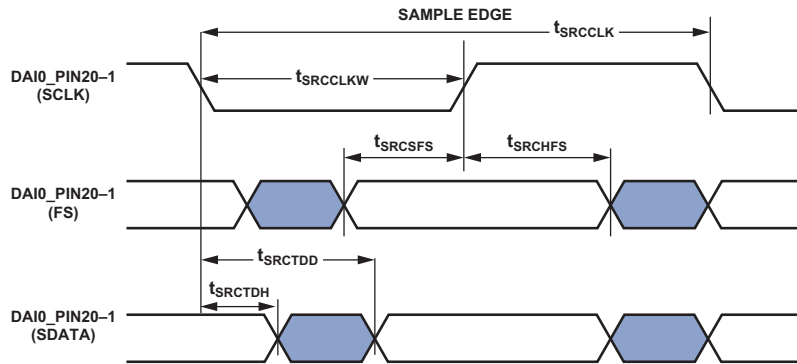 SAMPLE EDGE
tSRCCLK
DAI0_PIN20–1
(SCLK)
tSRCCLKW
tSRCSFS
tSRCHFS
DAI0_PIN20–1
(FS)
tSRCTDD
tSRCTDH
DAI0_PIN20–1
(SDATA)